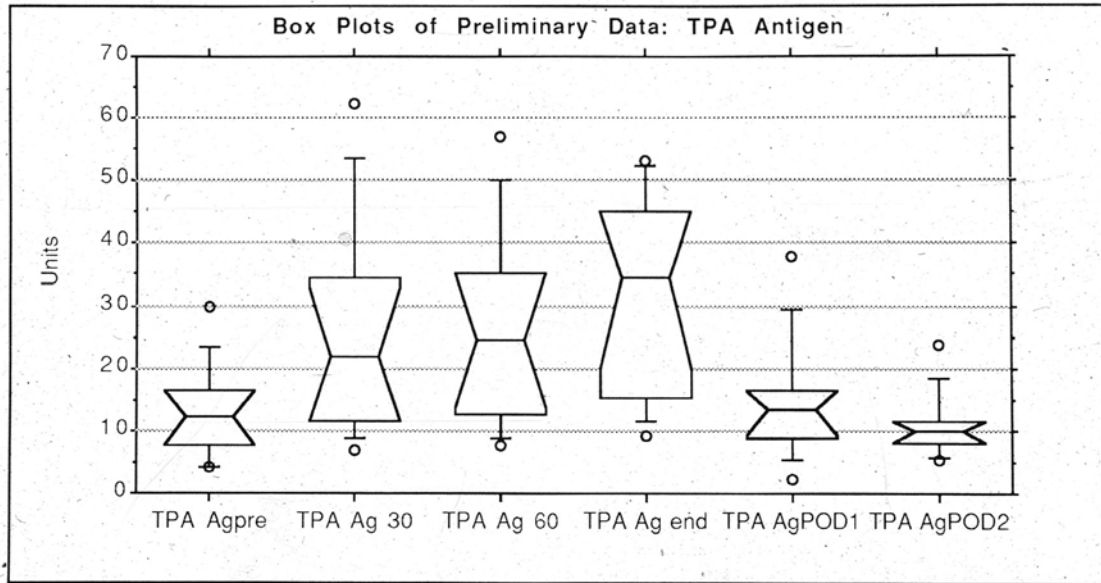 Box Plots of Preliminary Data: TPA Antigen
70
60
50
40
30
20
10
0
Units
TPA Agpre TPA Ag 30 TPA Ag 60 TPA Ag end TPA AgPOD1 TPA AgPOD2